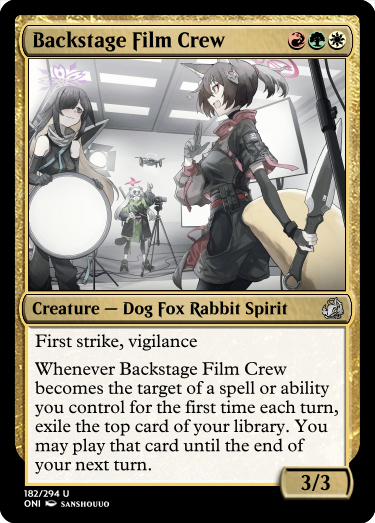 Backstage Film Crew
Creature — Dog Fox Rabbit Spirit
First strike, vigilance
Whenever Backstage Film Crew
becomes the target of a spell or ability
you control for the first time each turn,
exile the top card of your library. You
may play that card until the end of
your next turn.
3/3
182/294 U
ONI SANSHOUUO